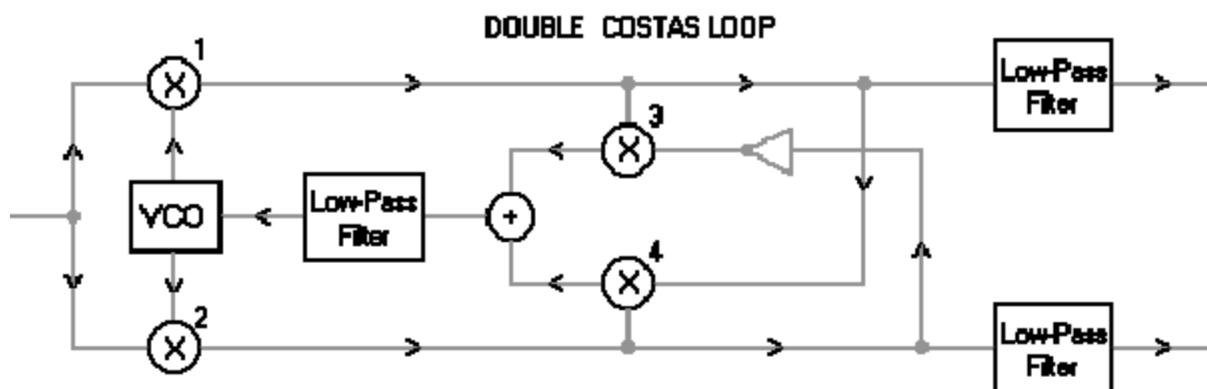 DOUBLE COSTAS LOOP
1
Low-Pass
Filter
3
VCO
Low-Pass
Filter
+
4
2
Low-Pass
Filter